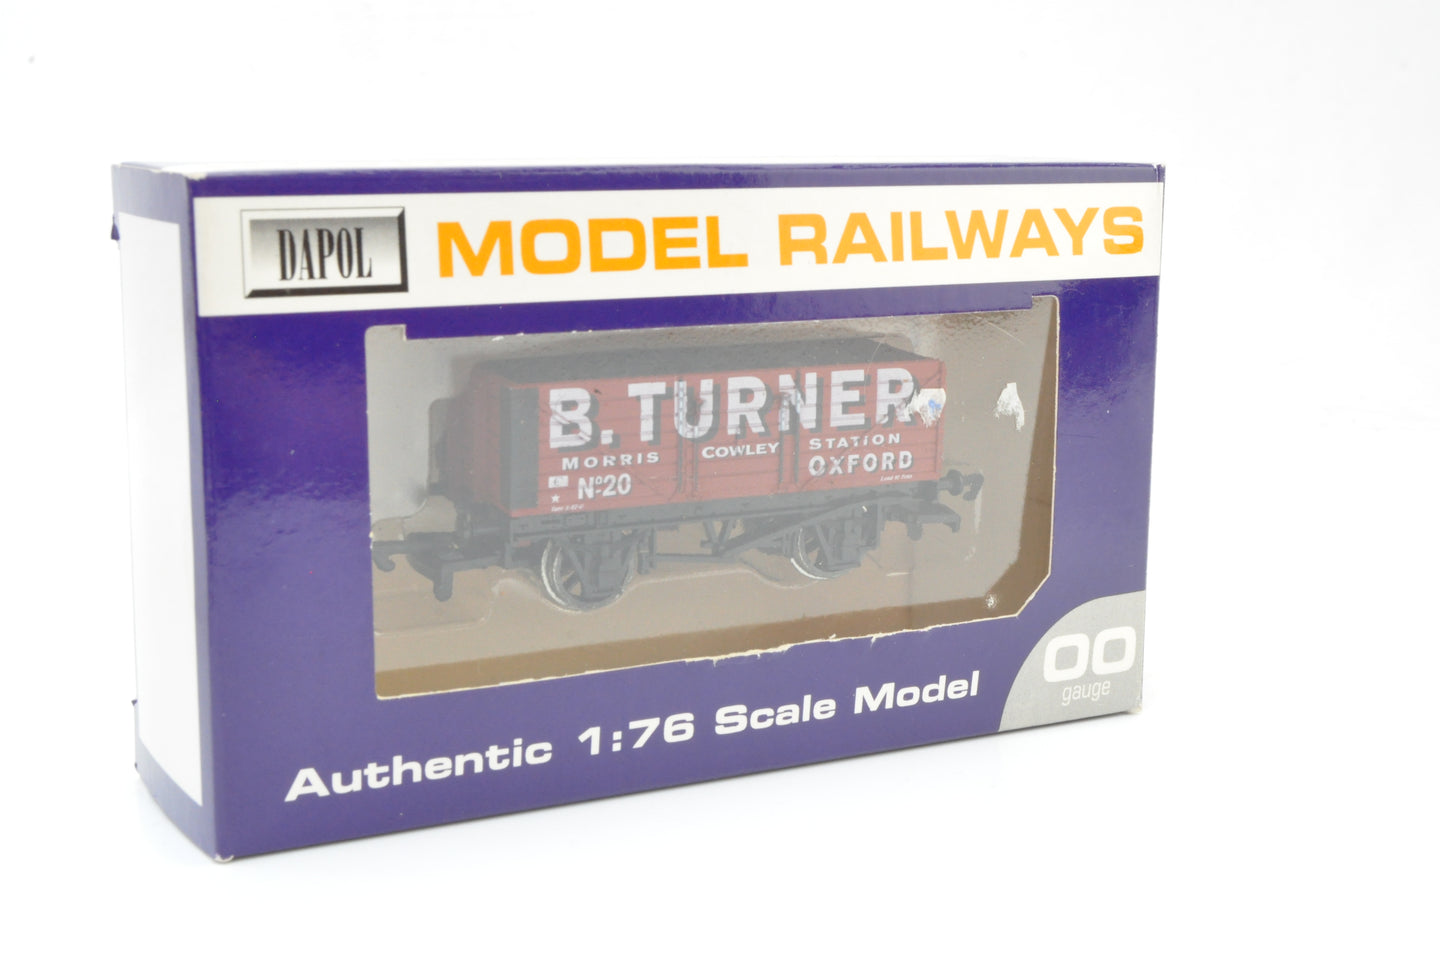 DAPOL
MODEL RAILWAYS
B. TURNER
MORRIS COWLEY STATION
OXFORD
No 20
Authentic 1:76 Scale Model
OO
gauge